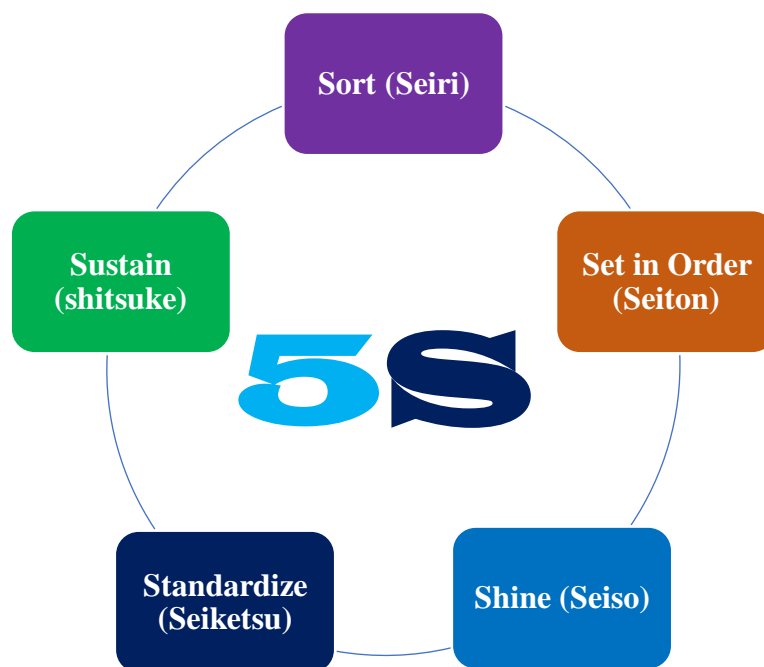 Sort (Seiri)
Set in Order
(Seiton)
Shine (Seiso)
Standardize
(Seiketsu)
Sustain
(shitsuke)
5S